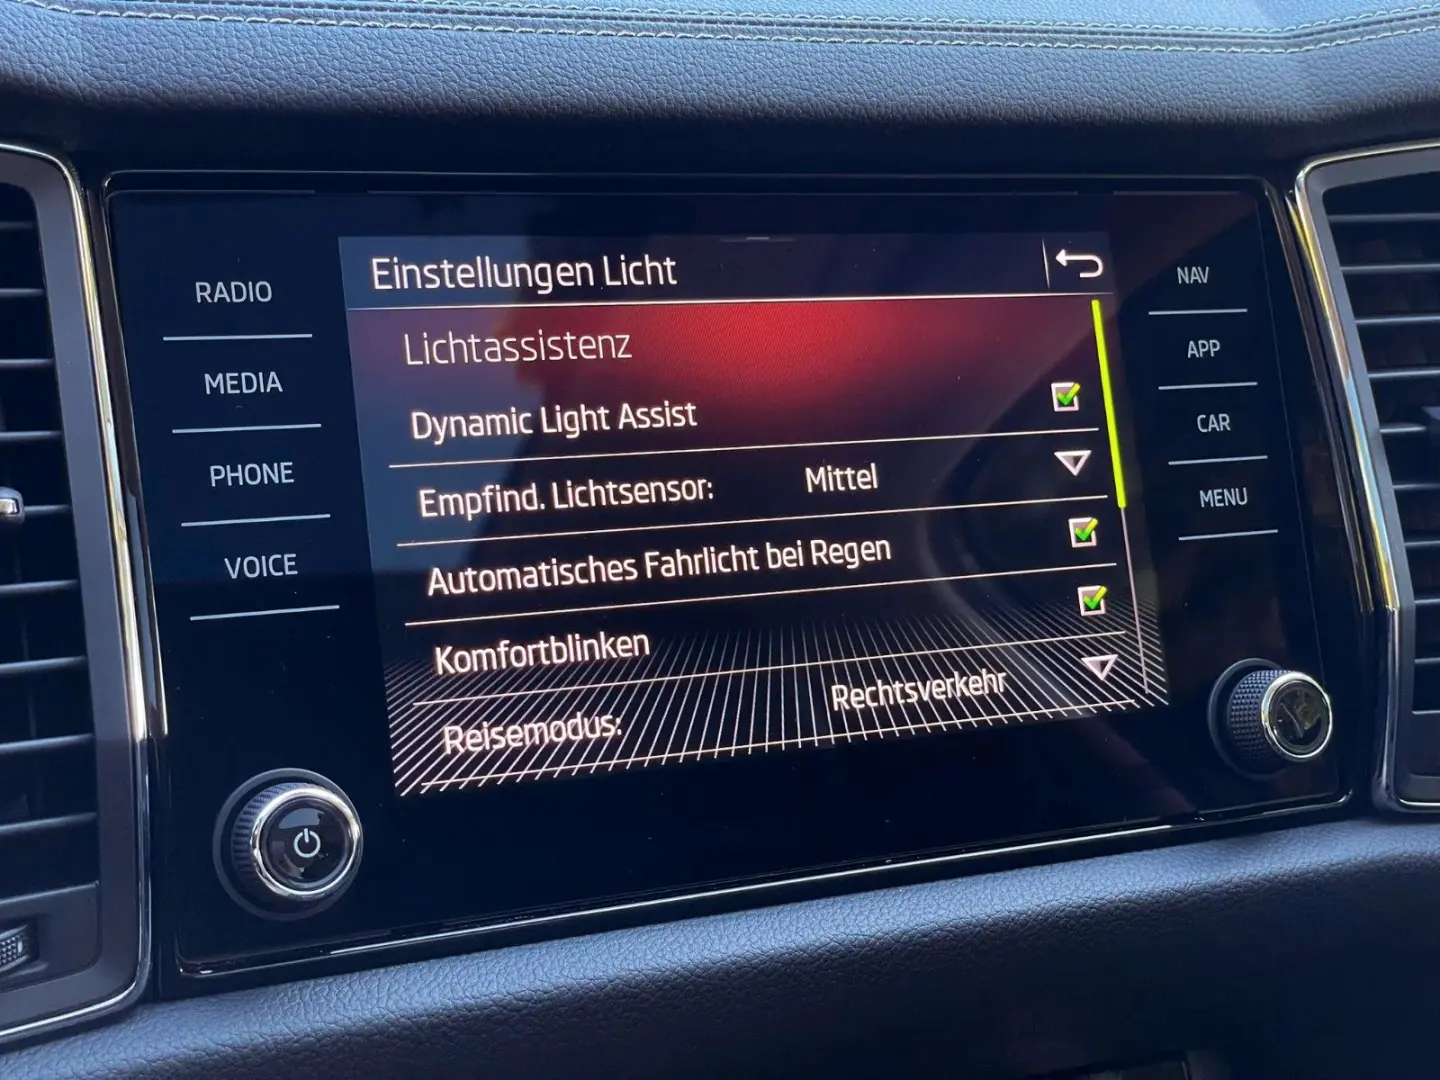 Einstellungen Licht
Lichtassistenz
Dynamic Light Assist
Empfind. Lichtsensor: Mittel
Automatisches Fahrlicht bei Regen
Komfortblinken
Reisemodus: Rechtsverkehr
RADIO
MEDIA
PHONE
VOICE
NAV
APP
CAR
MENU